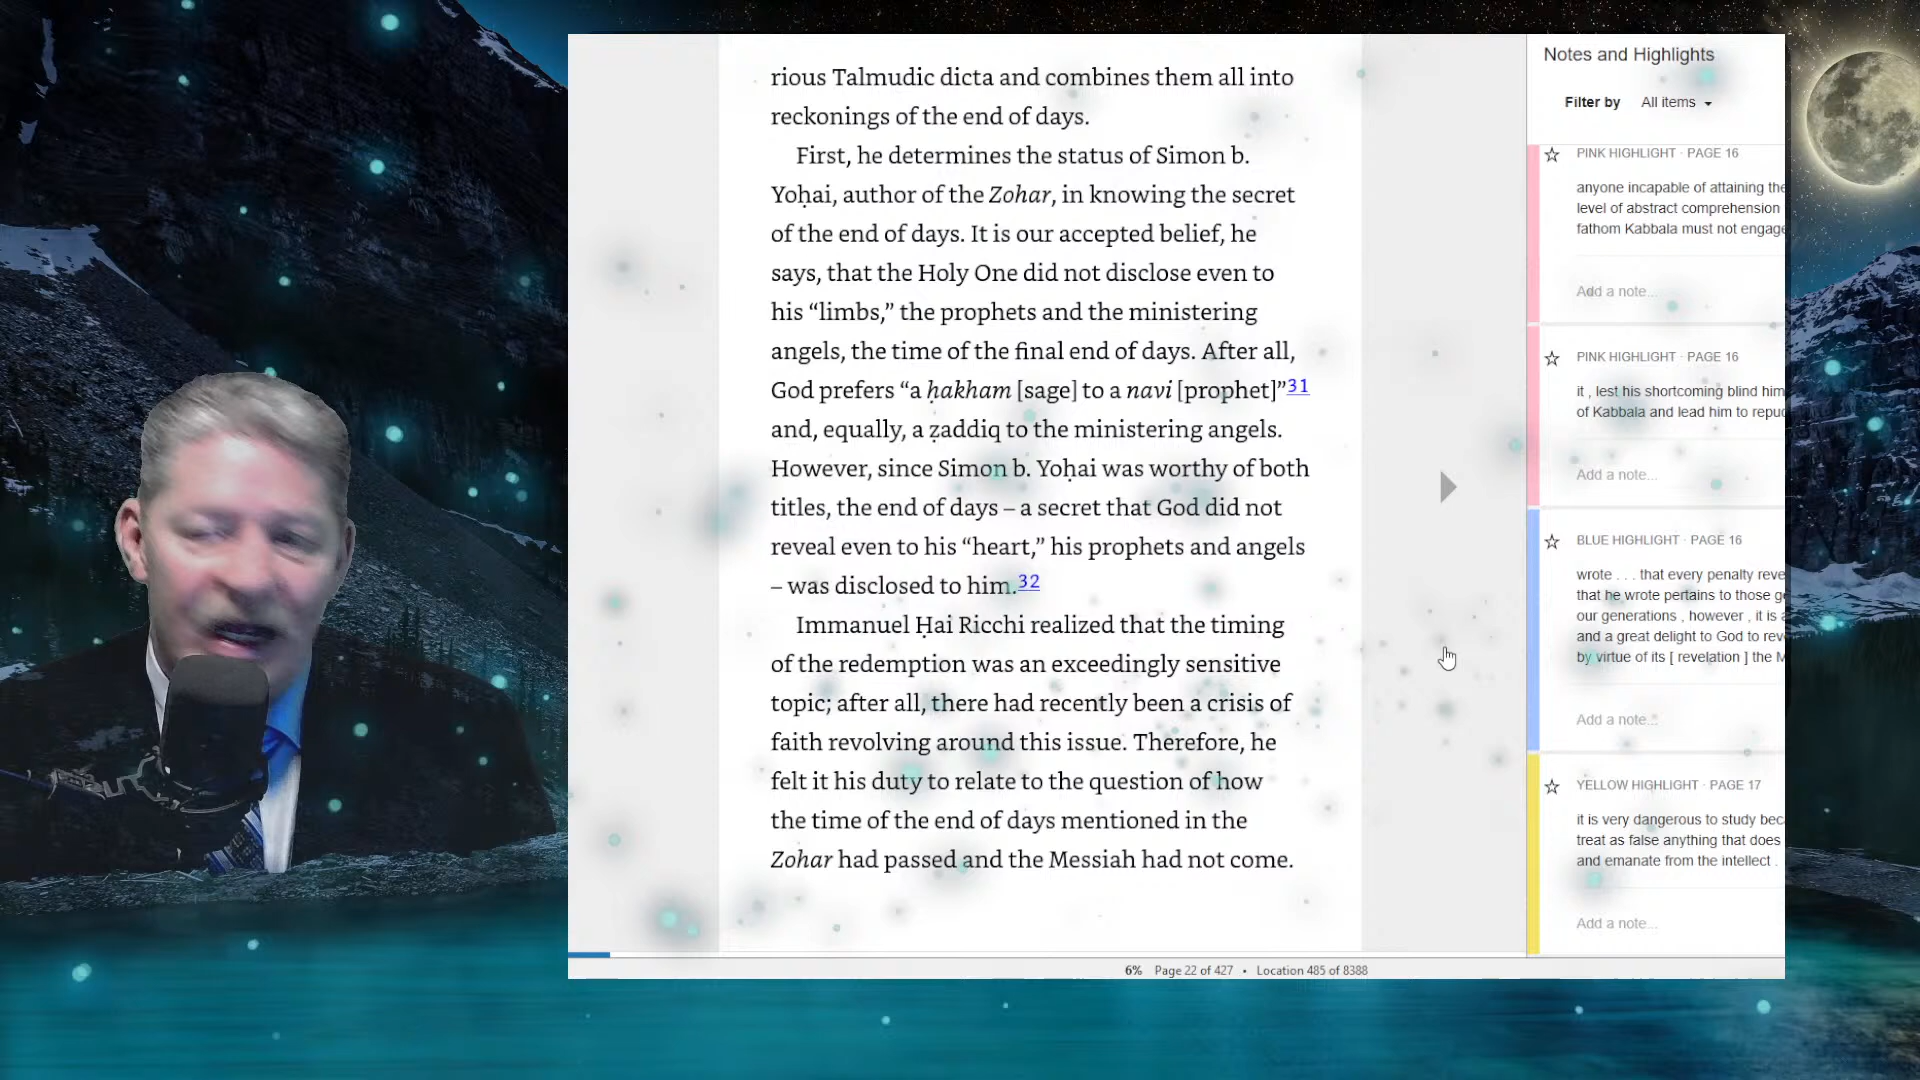 rious Talmudic dicta and combines them all into
reckonings of the end of days.
First, he determines the status of Simon b.
Yoḥai, author of the Zohar, in knowing the secret
of the end of days. It is our accepted belief, he
says, that the Holy One did not disclose even to
his “limbs,” the prophets and the ministering
angels, the time of the final end of days. After all,
God prefers “a ḥakham [sage] to a navi [prophet]”31
and, equally, a ẓaddiq to the ministering angels.
However, since Simon b. Yoḥai was worthy of both
titles, the end of days – a secret that God did not
reveal even to his “heart,” his prophets and angels
– was disclosed to him.32
Immanuel Ḥai Ricchi realized that the timing
of the redemption was an exceedingly sensitive
topic; after all, there had recently been a crisis of
faith revolving around this issue. Therefore, he
felt it his duty to relate to the question of how
the time of the end of days mentioned in the
Zohar had passed and the Messiah had not come.
6% Page 22 of 427 • Location 485 of 8388
Notes and Highlights
Filter by All items
PINK HIGHLIGHT · PAGE 16
anyone incapable of attaining the
level of abstract comprehension
fathom Kabbala must not engage
Add a note...
PINK HIGHLIGHT · PAGE 16
it , lest his shortcoming blind him
of Kabbala and lead him to repu
Add a note...
BLUE HIGHLIGHT · PAGE 16
wrote . . . that every penalty reve
that he wrote pertains to those g
our generations , however , it is a
and a great delight to God to rev
by virtue of its [ revelation ] the M
Add a note...
YELLOW HIGHLIGHT · PAGE 17
it is very dangerous to study bec
treat as false anything that does
and emanate from the intellect .
Add a note...